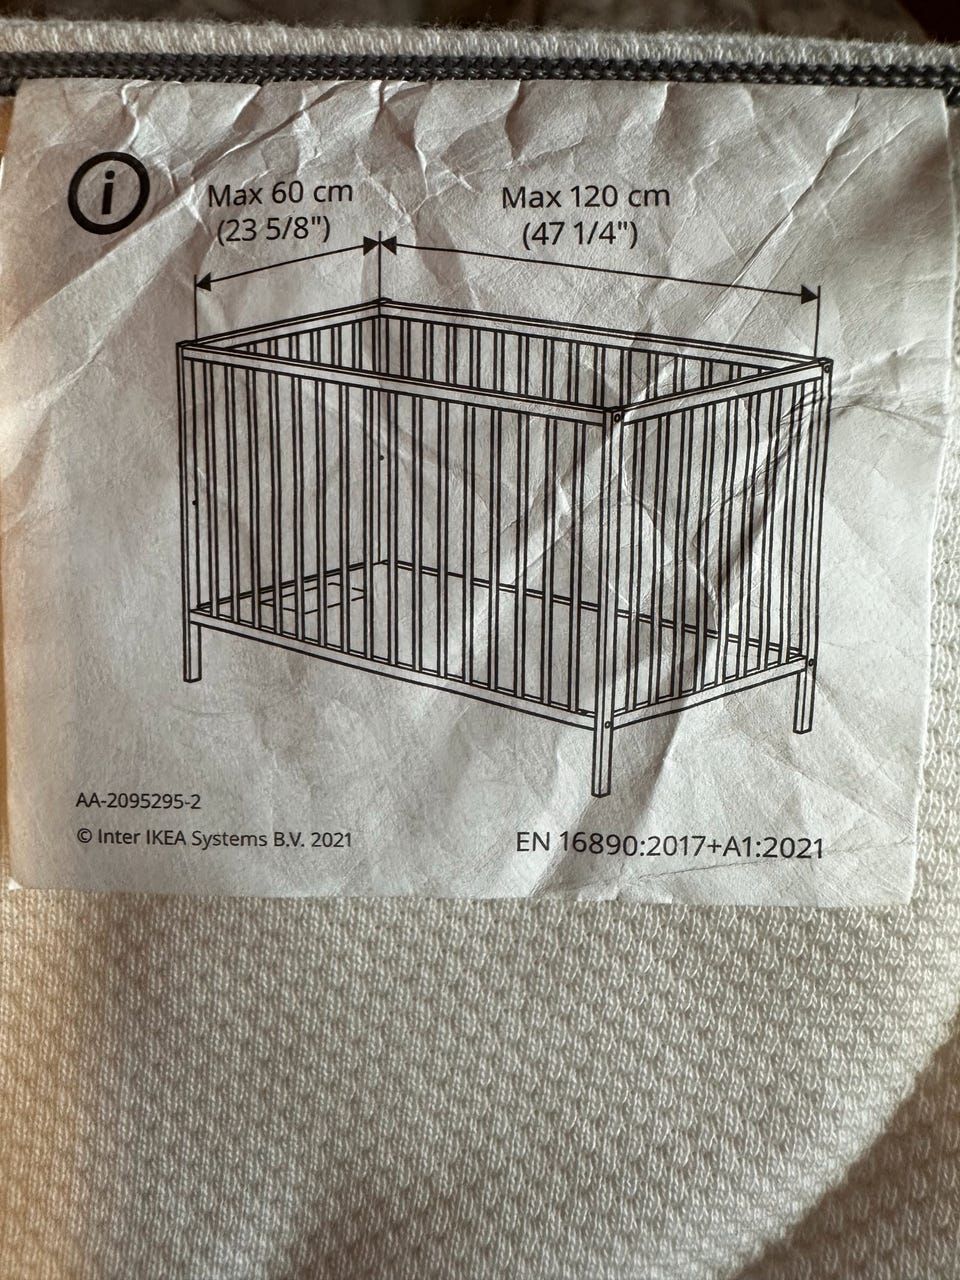 i
Max 60 cm
(23 5/8")
Max 120 cm
(47 1/4")
AA-2095295-2
© Inter IKEA Systems B.V. 2021
EN 16890:2017+A1:2021